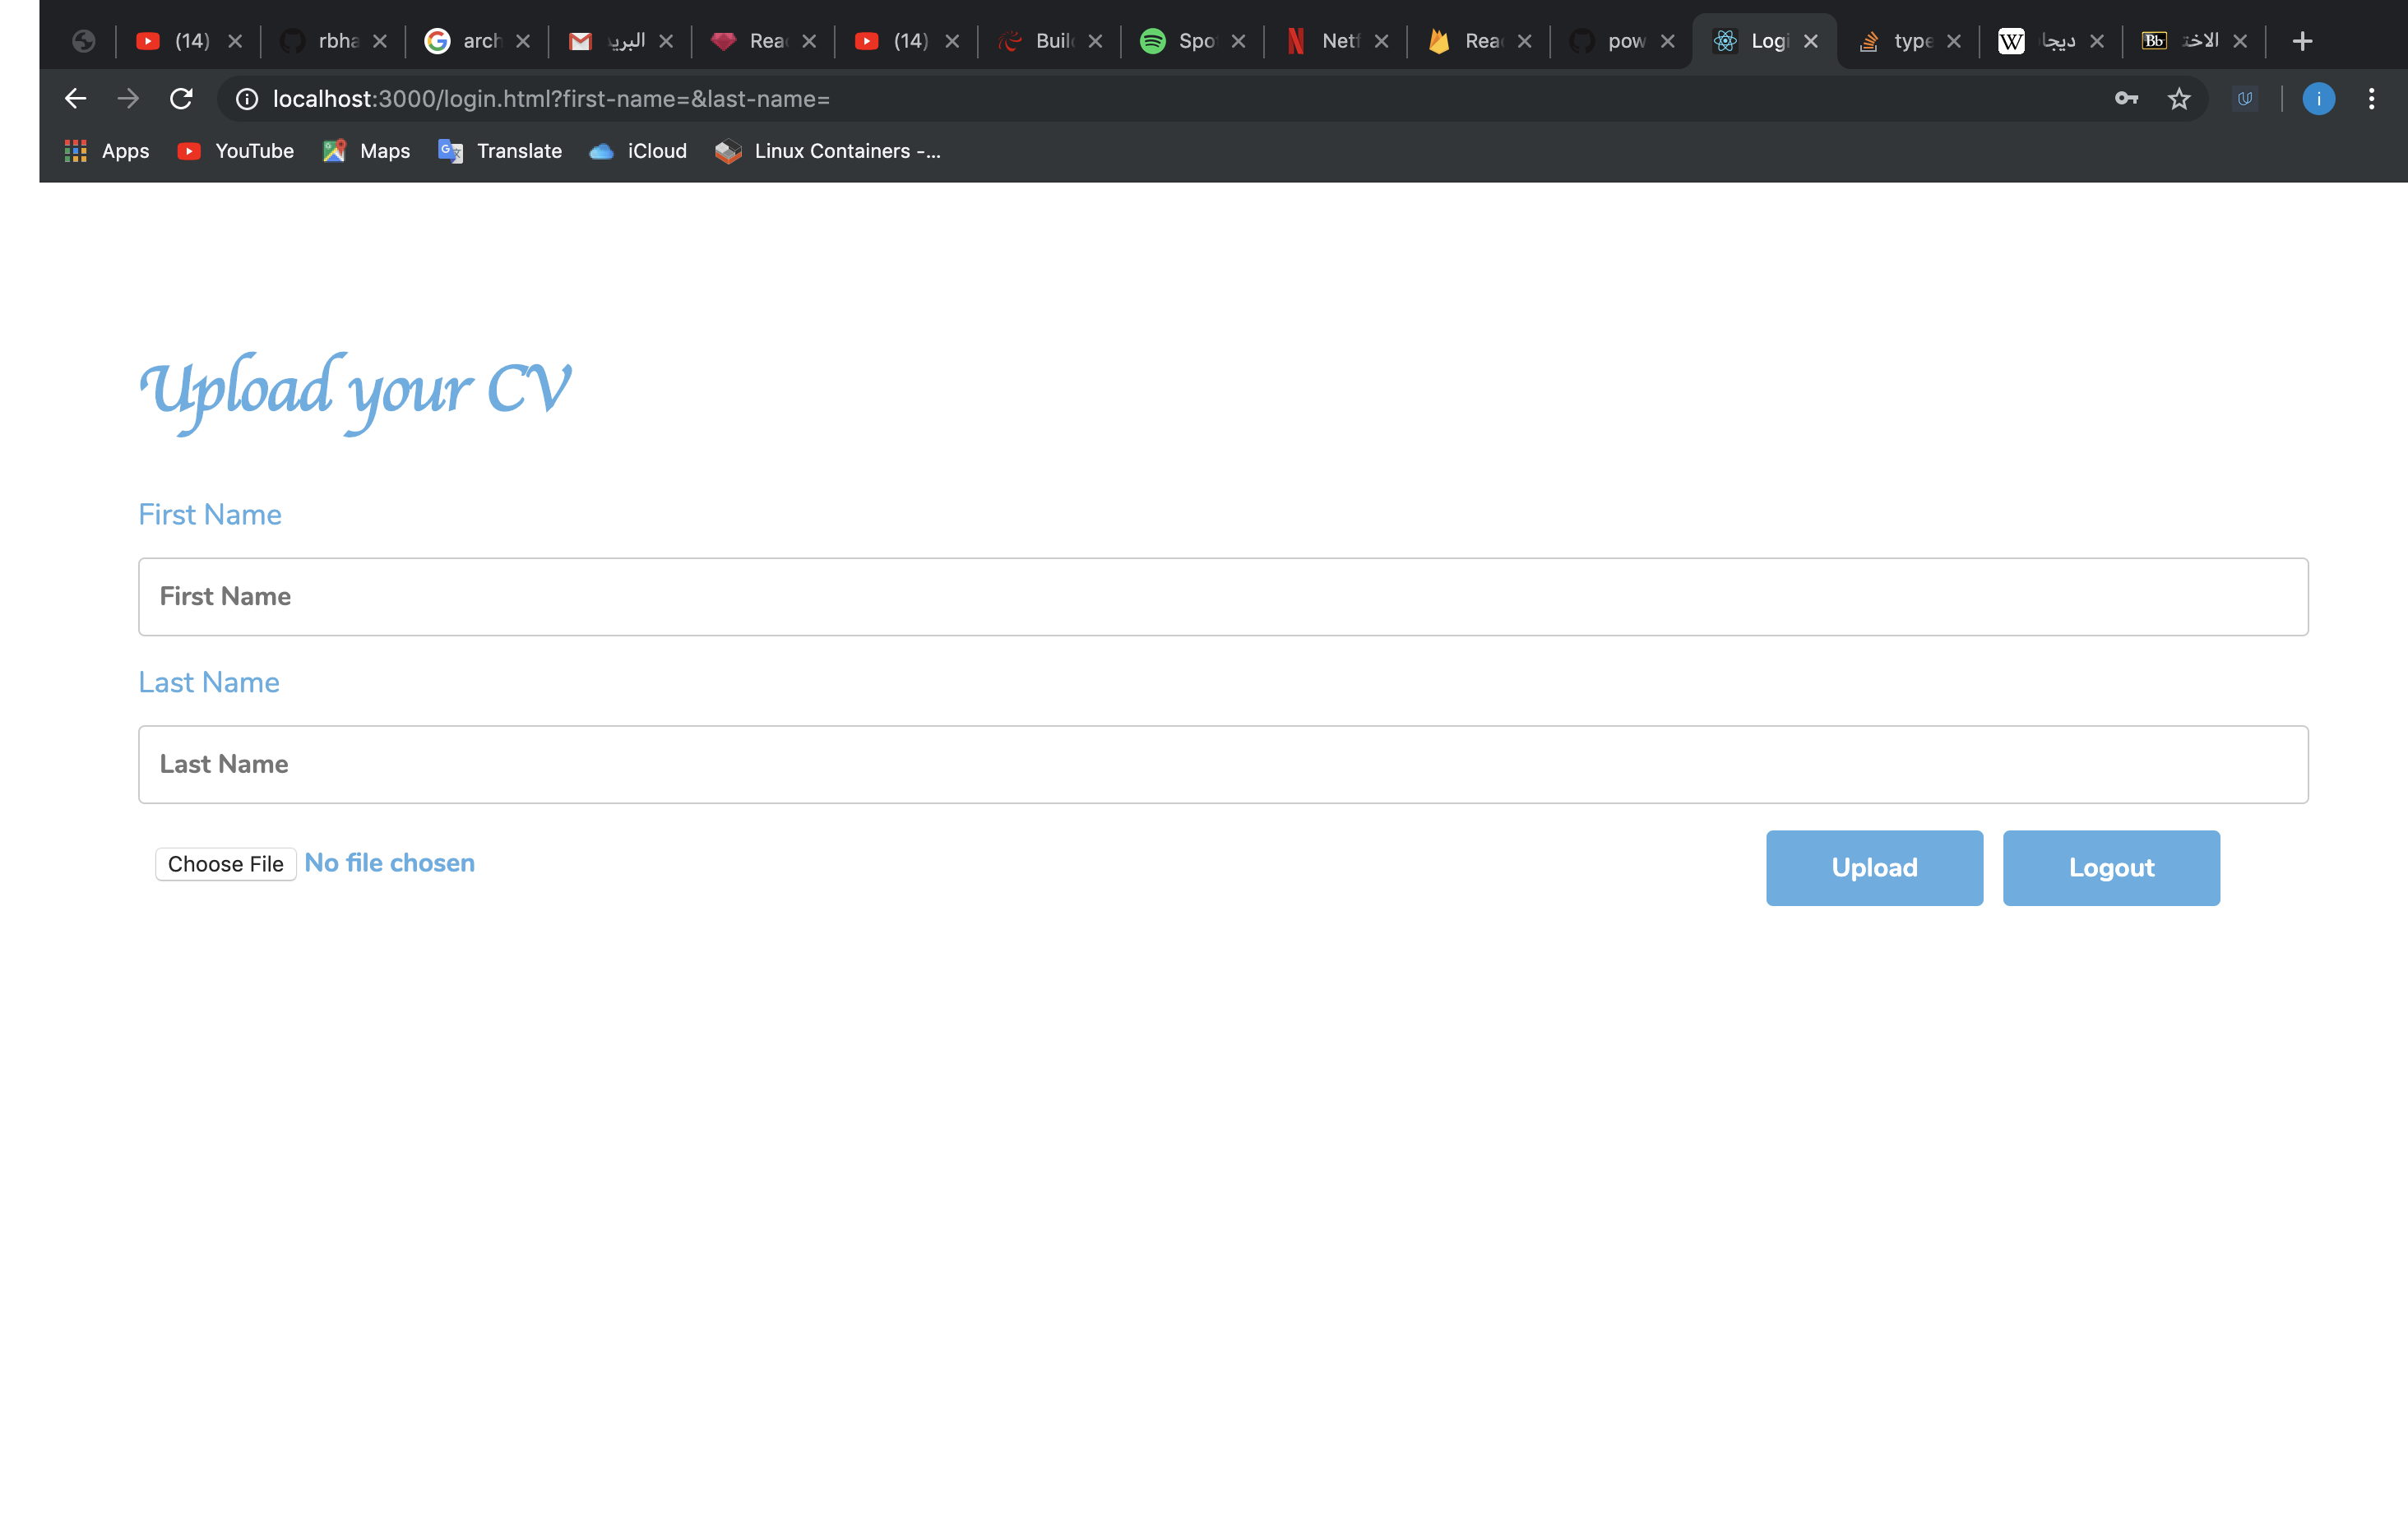 (14) rbha arch البريد Rea (14) Buil Spo Netf Rea pow Logi type ديجا الاخت
localhost:3000/login.html?first-name=&last-name=
i
Apps YouTube Maps Translate iCloud Linux Containers -...
Upload your CV
First Name
First Name
Last Name
Last Name
Choose File No file chosen Upload Logout